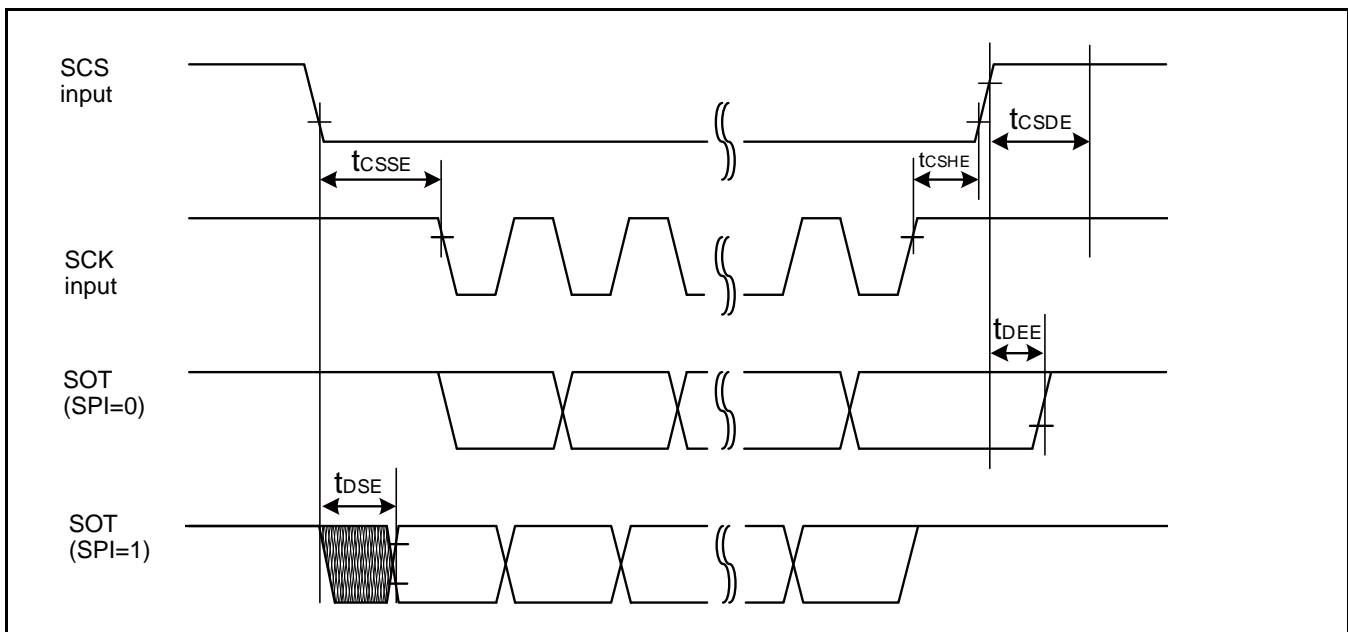 SCS
input
tCSDE
tCSSE
tCSHE
SCK
input
tDEE
SOT
(SPI=0)
tDSE
SOT
(SPI=1)